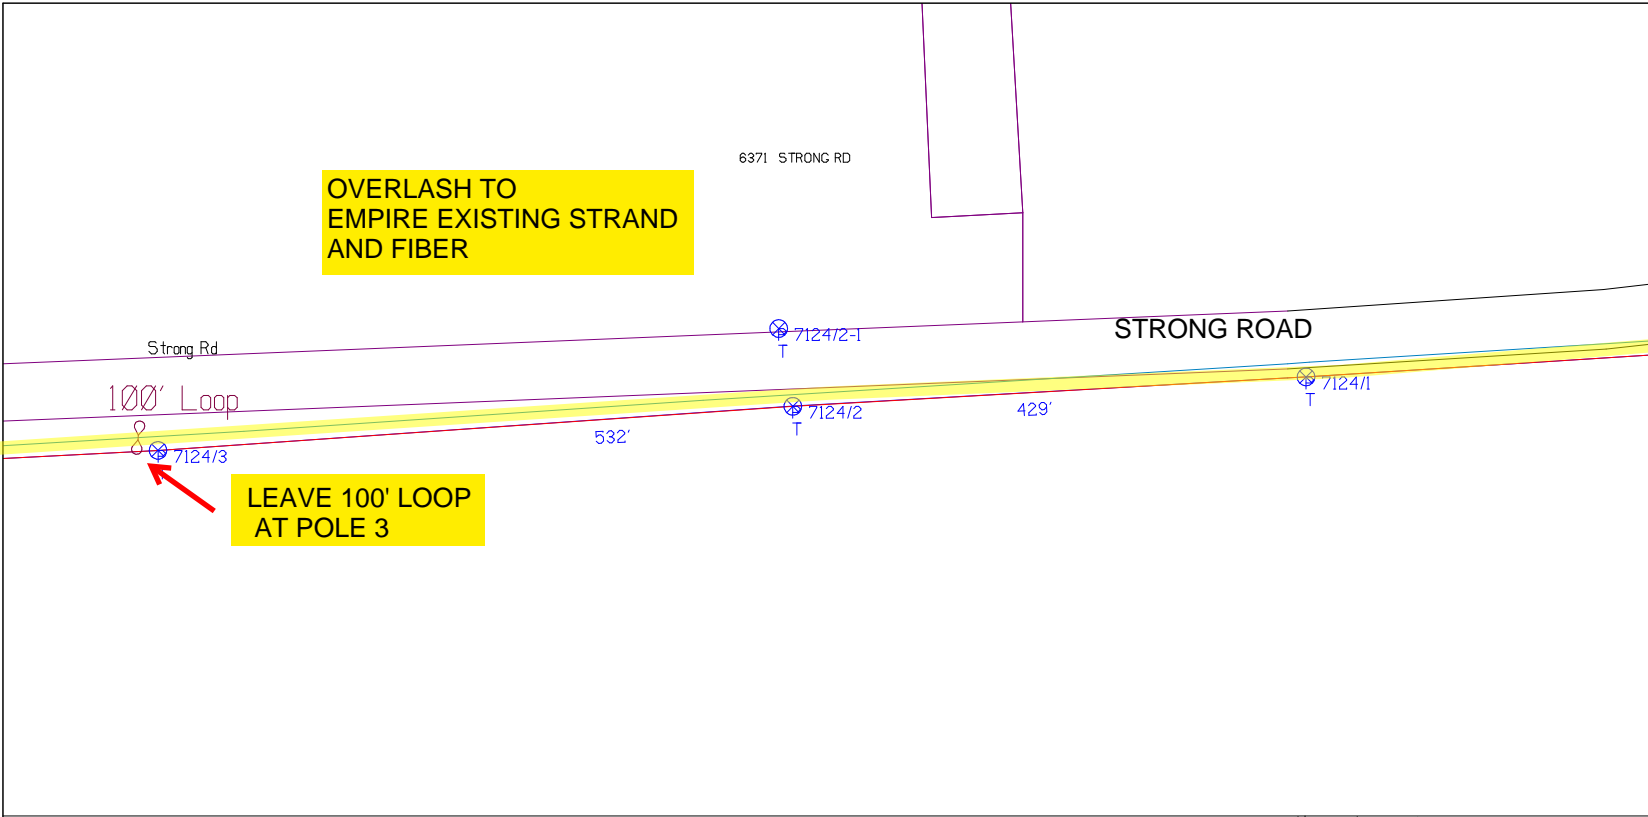 6371 STRONG RD
OVERLASH TO
EMPIRE EXISTING STRAND
AND FIBER
STRONG ROAD
7124/2-1
T
Strong Rd
7124/1
T
100' Loop
7124/2
T
429'
532'
7124/3
LEAVE 100' LOOP
AT POLE 3